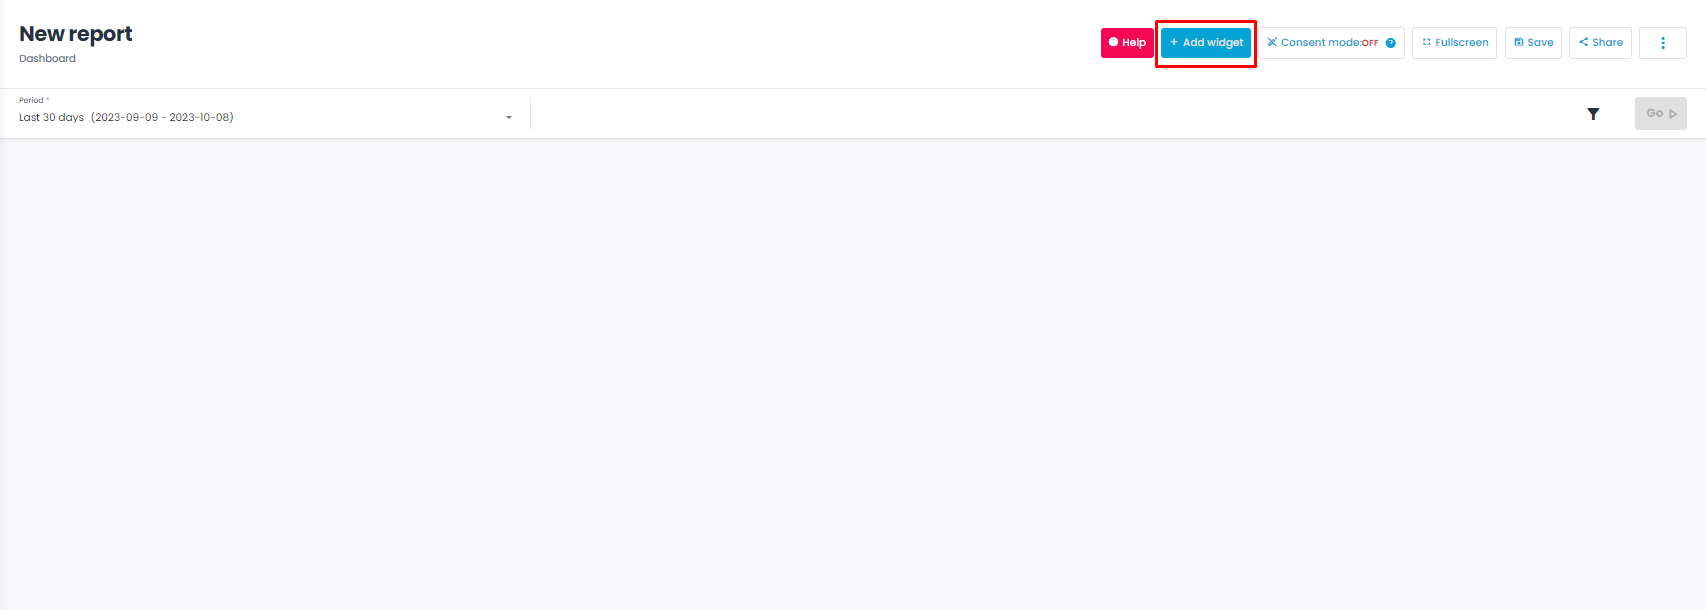 New report
Dashboard
Help
+ Add widget
Consent mode:OFF
Fullscreen
Save
Share
Period *
Last 30 days (2023-09-09 - 2023-10-08)
Go